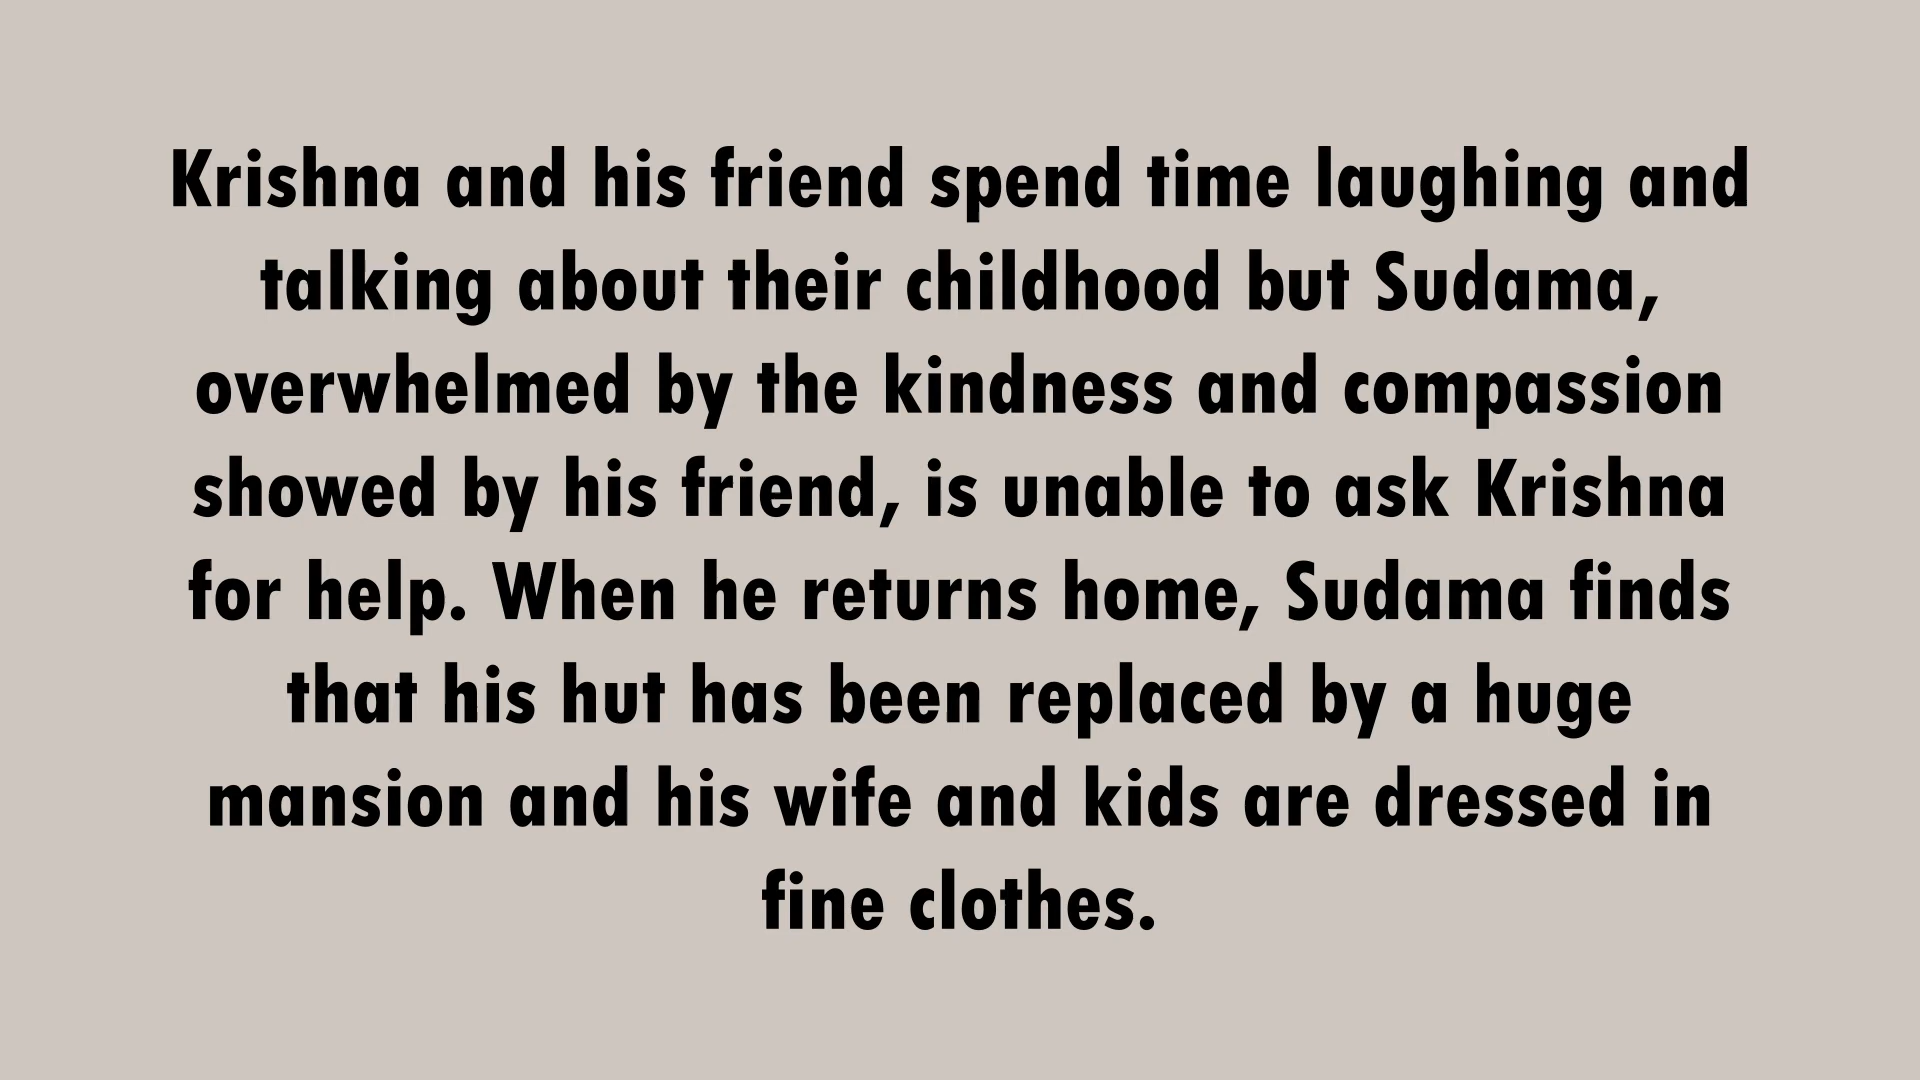 Krishna and his friend spend time laughing and
talking about their childhood but Sudama,
overwhelmed by the kindness and compassion
showed by his friend, is unable to ask Krishna
for help. When he returns home, Sudama finds
that his hut has been replaced by a huge
mansion and his wife and kids are dressed in
fine clothes.